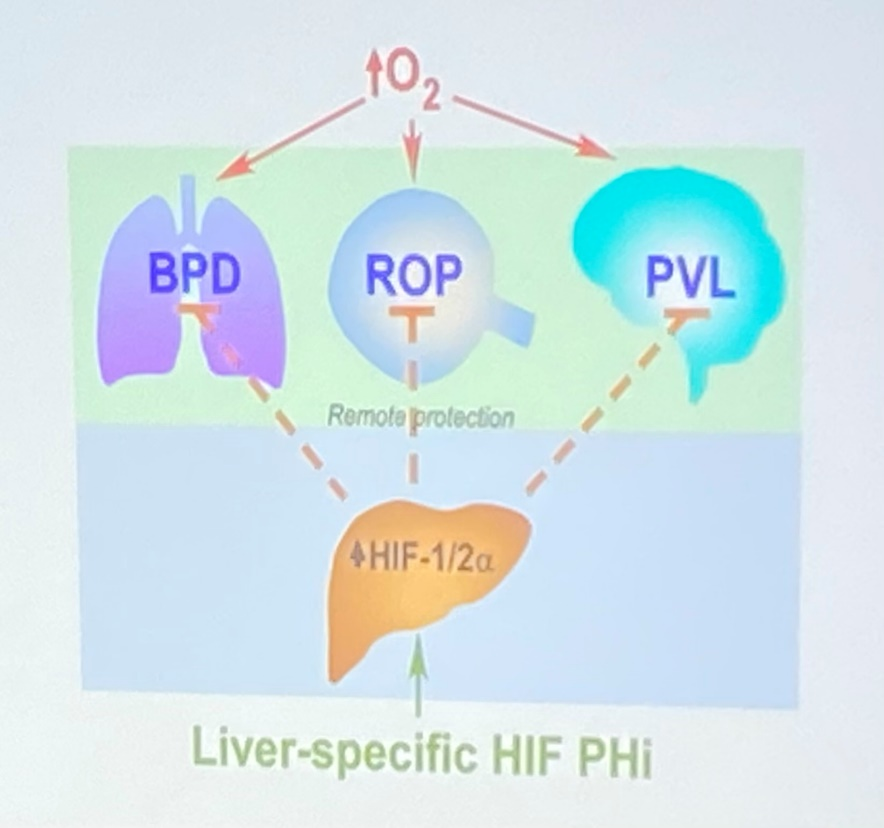 ↑O₂
BPD
ROP
PVL
Remote protection
↑HIF-1/2α
Liver-specific HIF PHi